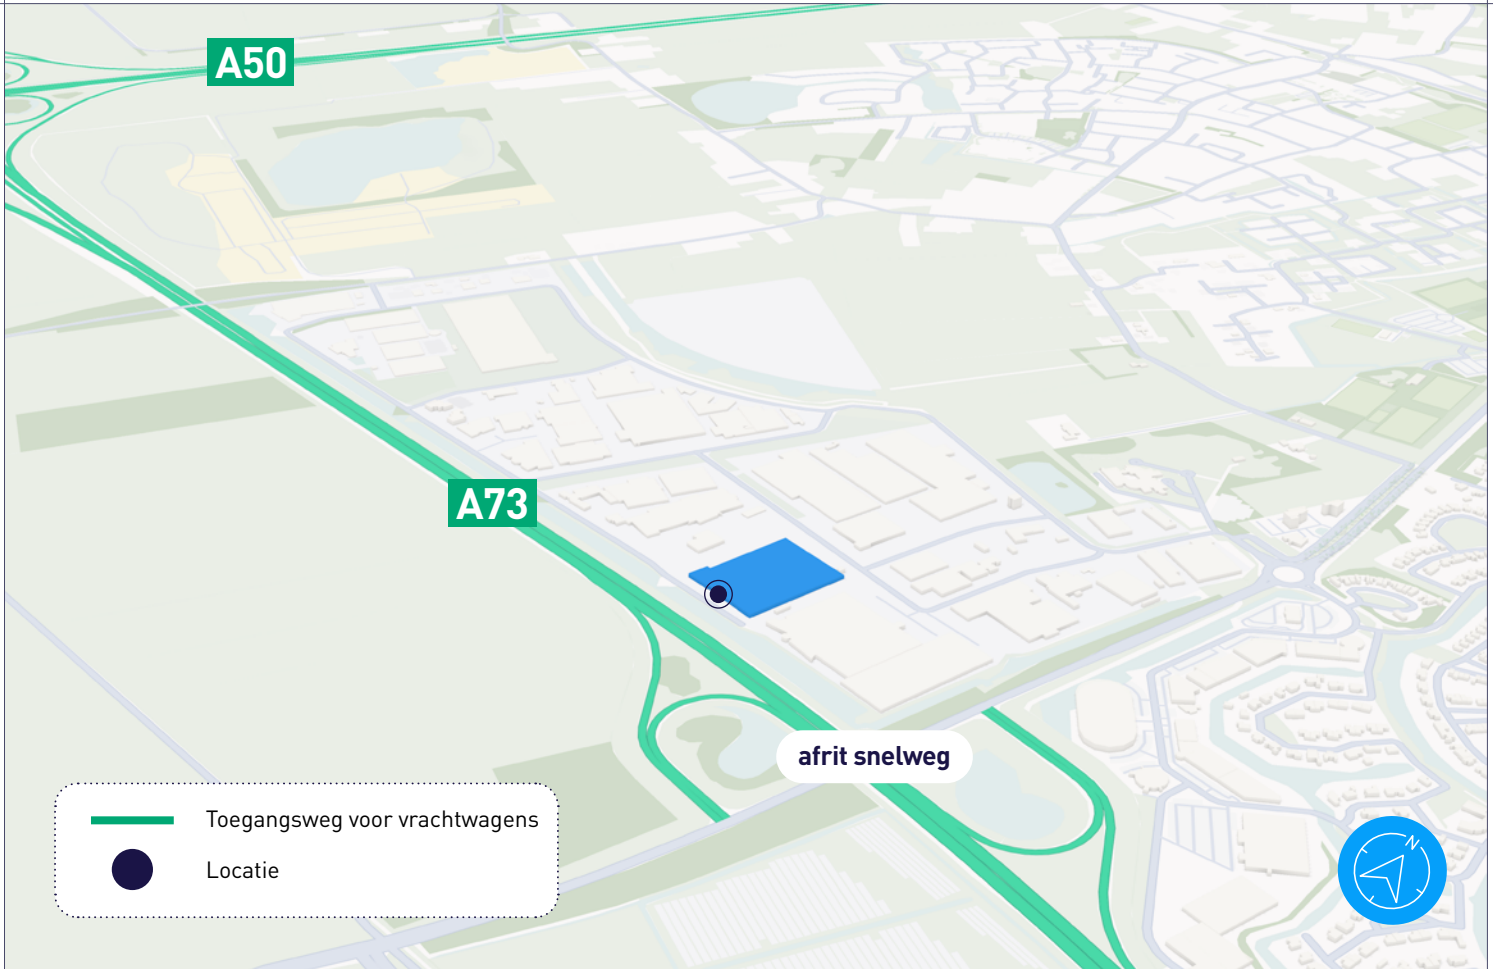 A50
A73
afrit snelweg
Toegangsweg voor vrachtwagens
Locatie
N